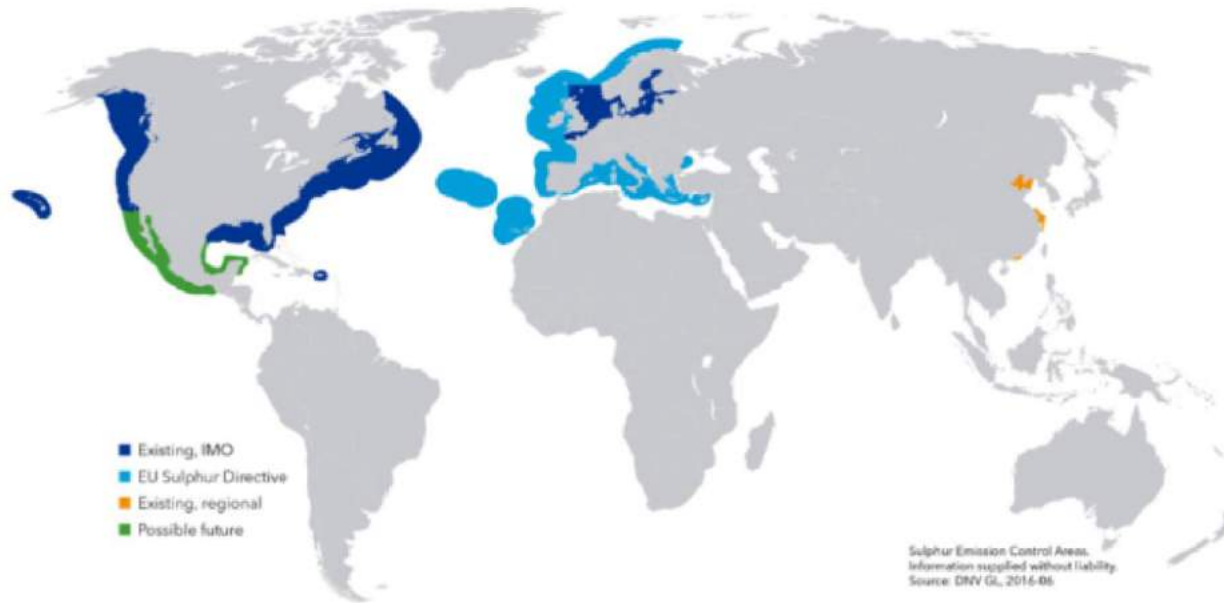 Existing, IMO
EU Sulphur Directive
Existing, regional
Possible future
Sulphur Emission Control Areas.
Information supplied without liability.
Source: DNV GL, 2016-06